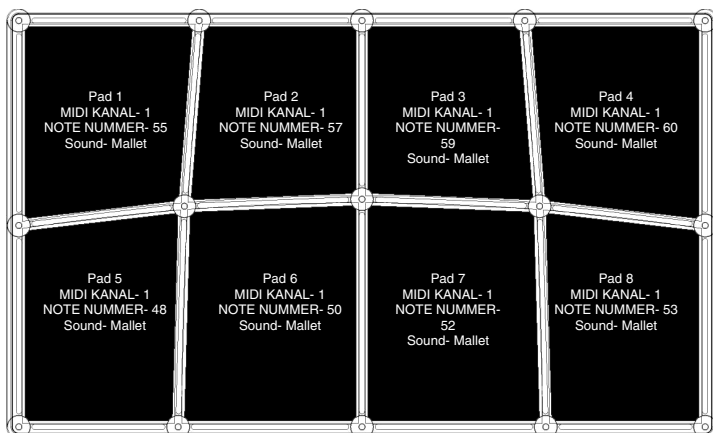 Pad 1
MIDI KANAL- 1
NOTE NUMMER- 55
Sound- Mallet
Pad 2
MIDI KANAL- 1
NOTE NUMMER- 57
Sound- Mallet
Pad 3
MIDI KANAL- 1
NOTE NUMMER-
59
Sound- Mallet
Pad 4
MIDI KANAL- 1
NOTE NUMMER- 60
Sound- Mallet
Pad 5
MIDI KANAL- 1
NOTE NUMMER- 48
Sound- Mallet
Pad 6
MIDI KANAL- 1
NOTE NUMMER- 50
Sound- Mallet
Pad 7
MIDI KANAL- 1
NOTE NUMMER-
52
Sound- Mallet
Pad 8
MIDI KANAL- 1
NOTE NUMMER- 53
Sound- Mallet